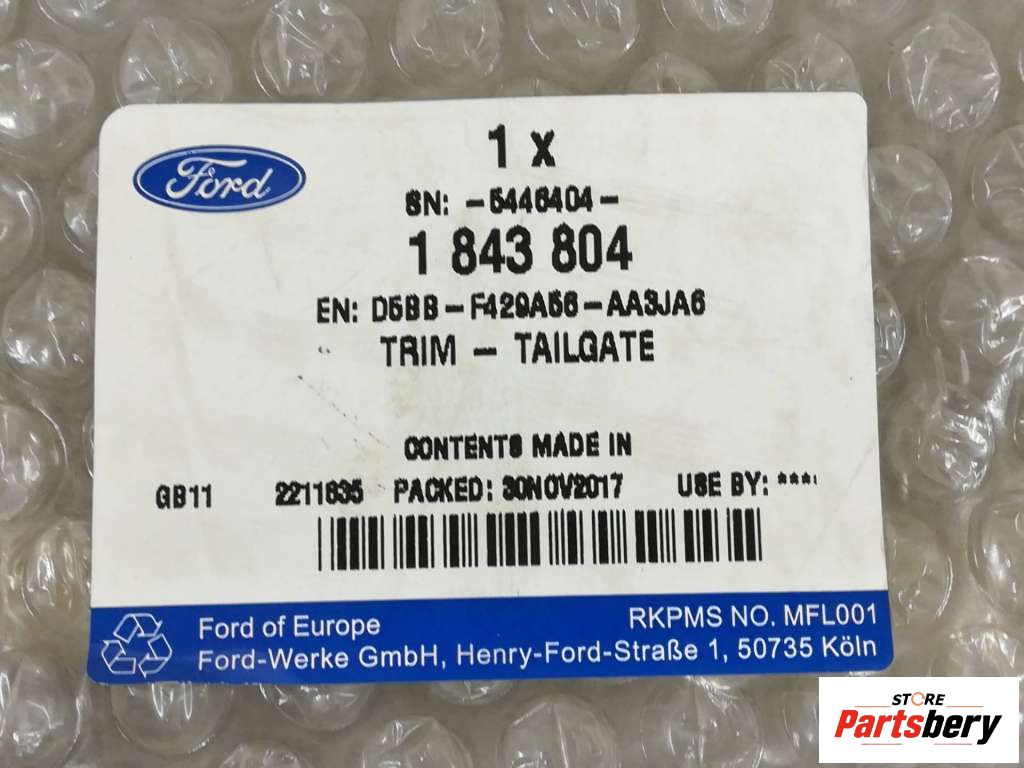 Ford
1 x
SN: -5446404-
1 843 804
EN: D5BB-F429A56-AA3JA6
TRIM - TAILGATE
CONTENTS MADE IN
GB11 2211835 PACKED: 30NOV2017 USE BY: ***
Ford of Europe RKPMS NO. MFL001
Ford-Werke GmbH, Henry-Ford-Straße 1, 50735 Köln
STORE
Partsbery